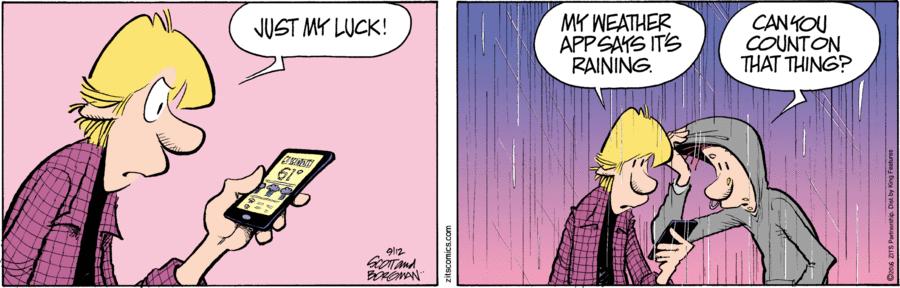 JUST MY LUCK!
61°
9/12
SCOTT and
BORGMAN
zitscomics.com
MY WEATHER
APP SAYS IT'S
RAINING.
CAN YOU
COUNT ON
THAT THING?
©2016 ZITS Partnership. Dist. by King Features